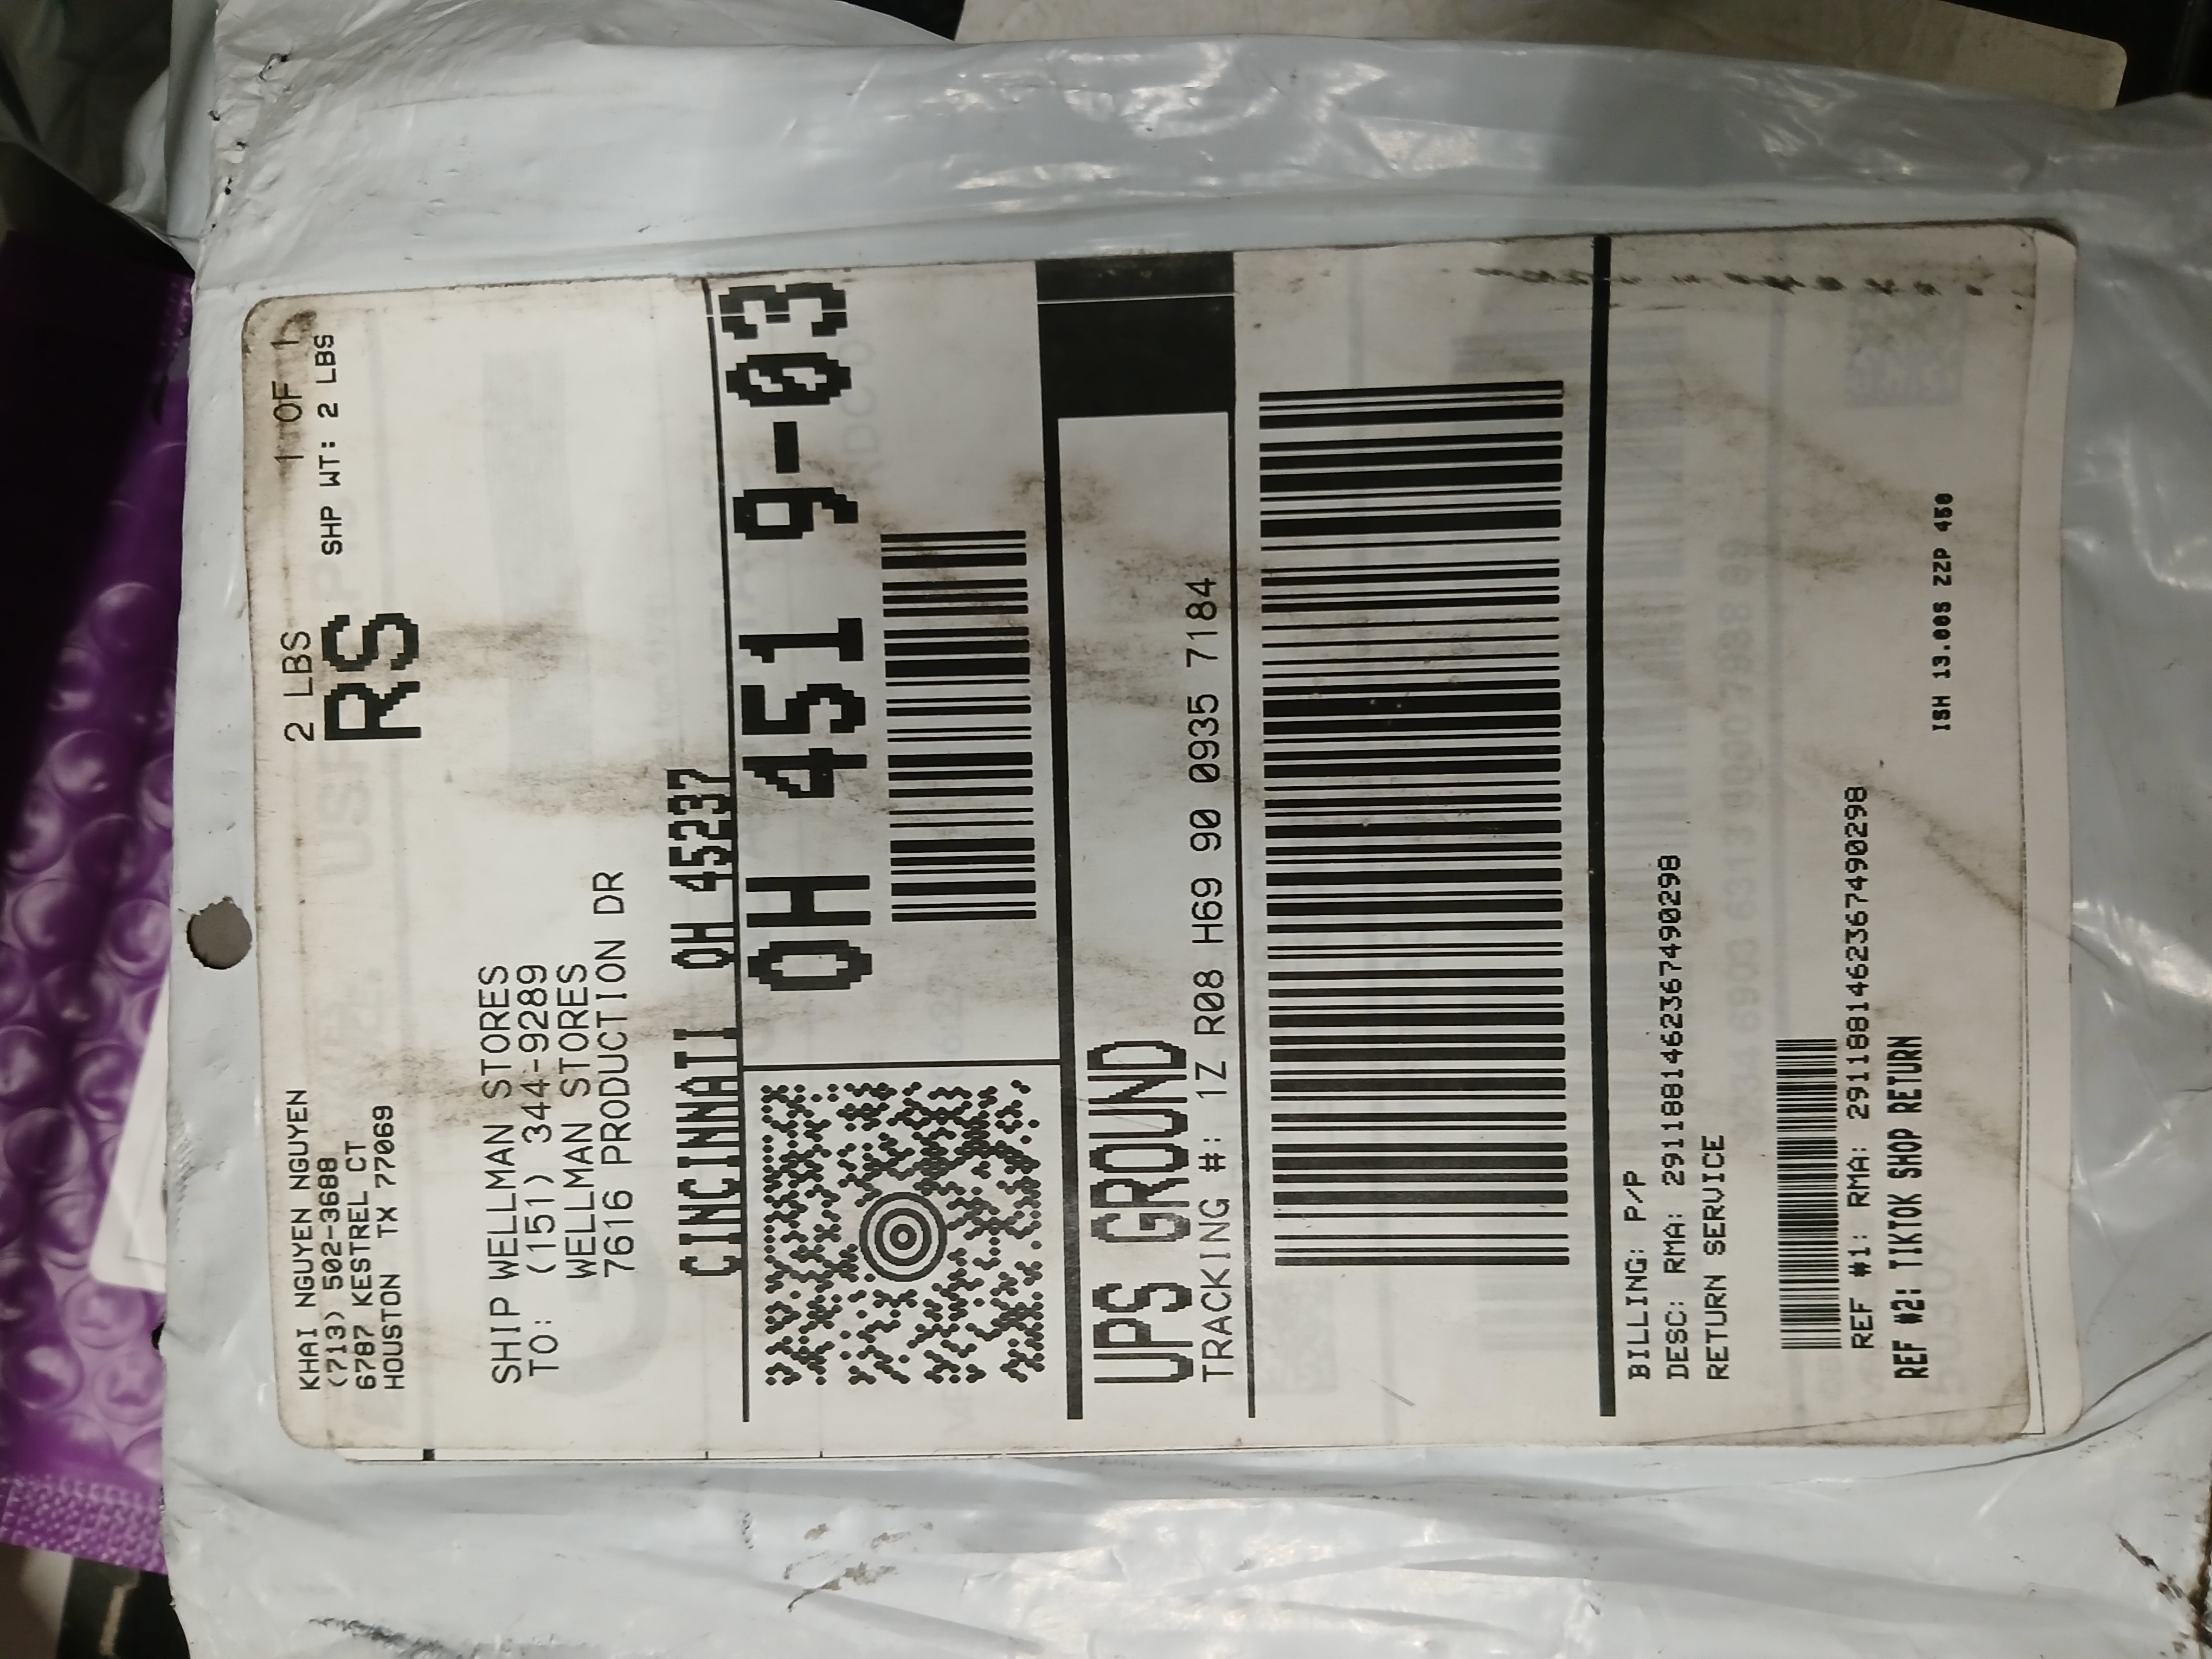 KHAI NGUYEN NGUYEN
(713) 502-3688
6787 KESTREL CT
HOUSTON TX 77069
2 LBS 1 OF 1
RS
SHP WT: 2 LBS
SHIP WELLMAN STORES
TO: (151) 344-9289
WELLMAN STORES
7616 PRODUCTION DR
CINCINNATI OH 45237
OH 451 9-03
UPS GROUND
TRACKING #: 1Z R08 H69 90 0935 7184
BILLING: P/P
DESC: RMA: 291188146236749029​8
RETURN SERVICE
REF #1: RMA: 2911881462367490298
REF #2: TIKTOK SHOP RETURN
ISH 13.00S ZZP 450